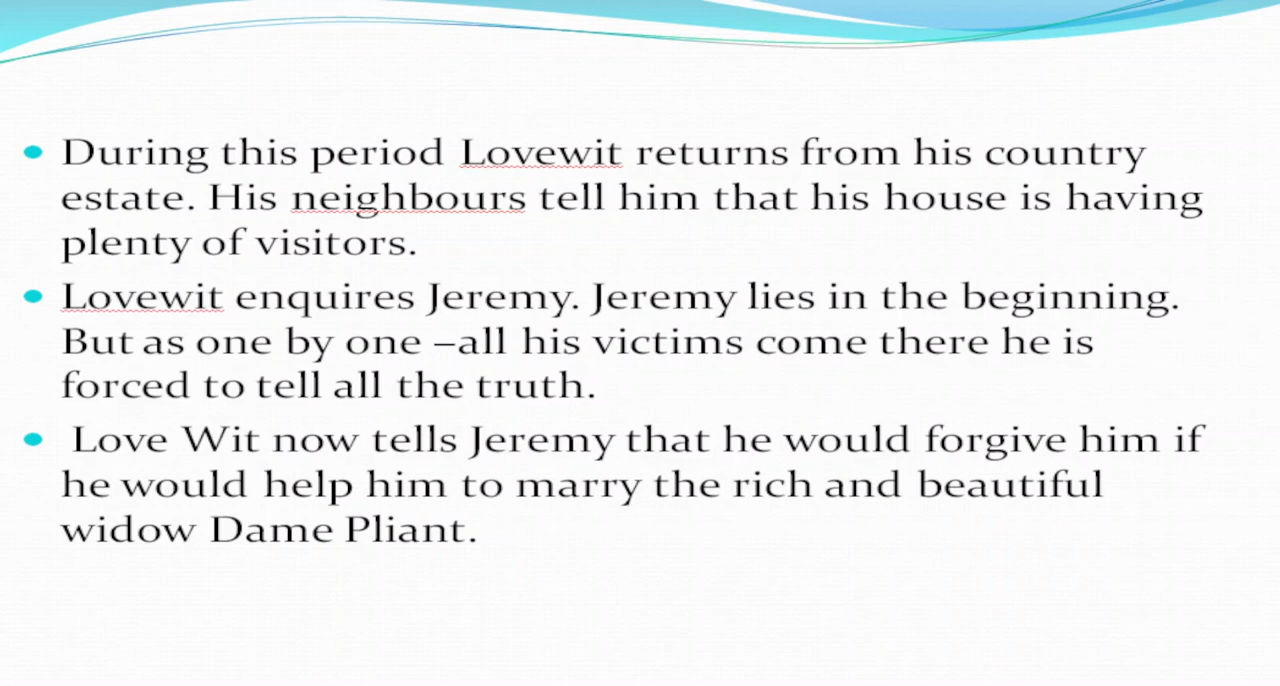 • During this period Lovewit returns from his country
estate. His neighbours tell him that his house is having
plenty of visitors.
• Lovewit enquires Jeremy. Jeremy lies in the beginning.
But as one by one –all his victims come there he is
forced to tell all the truth.
• Love Wit now tells Jeremy that he would forgive him if
he would help him to marry the rich and beautiful
widow Dame Pliant.